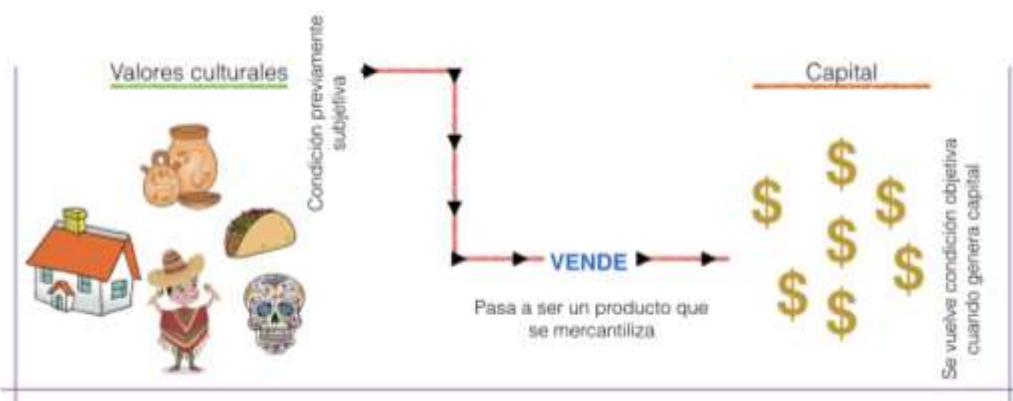 Valores culturales
Condición previamente
subjetiva
VENDE
Pasa a ser un producto que
se mercantiliza
Capital
$
$
$
$
$
$
$
Se vuelve condición objetiva
cuando genera capital